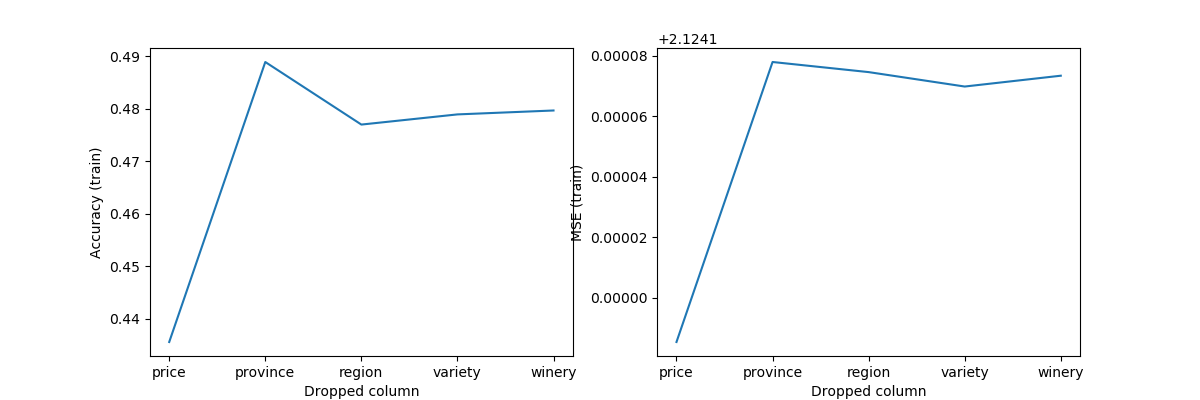 0.49
0.48
0.47
0.46
0.45
0.44
Accuracy (train)
price province region variety winery
Dropped column
+2.1241
0.00008
0.00006
0.00004
0.00002
0.00000
MSE (train)
price province region variety winery
Dropped column